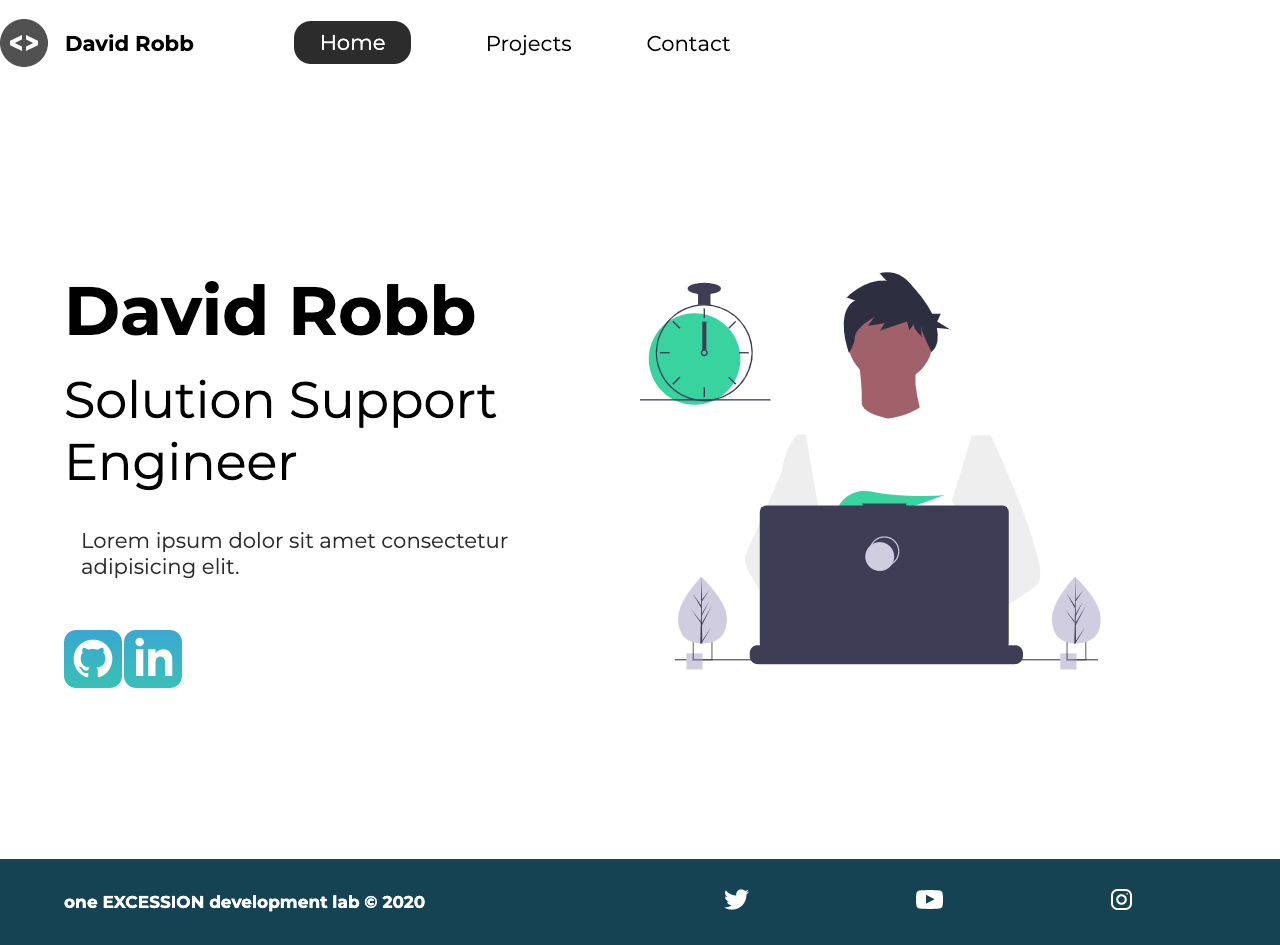 David Robb
Home
Projects
Contact
David Robb
Solution Support
Engineer
Lorem ipsum dolor sit amet consectetur
adipisicing elit.
in
one EXCESSION development lab © 2020